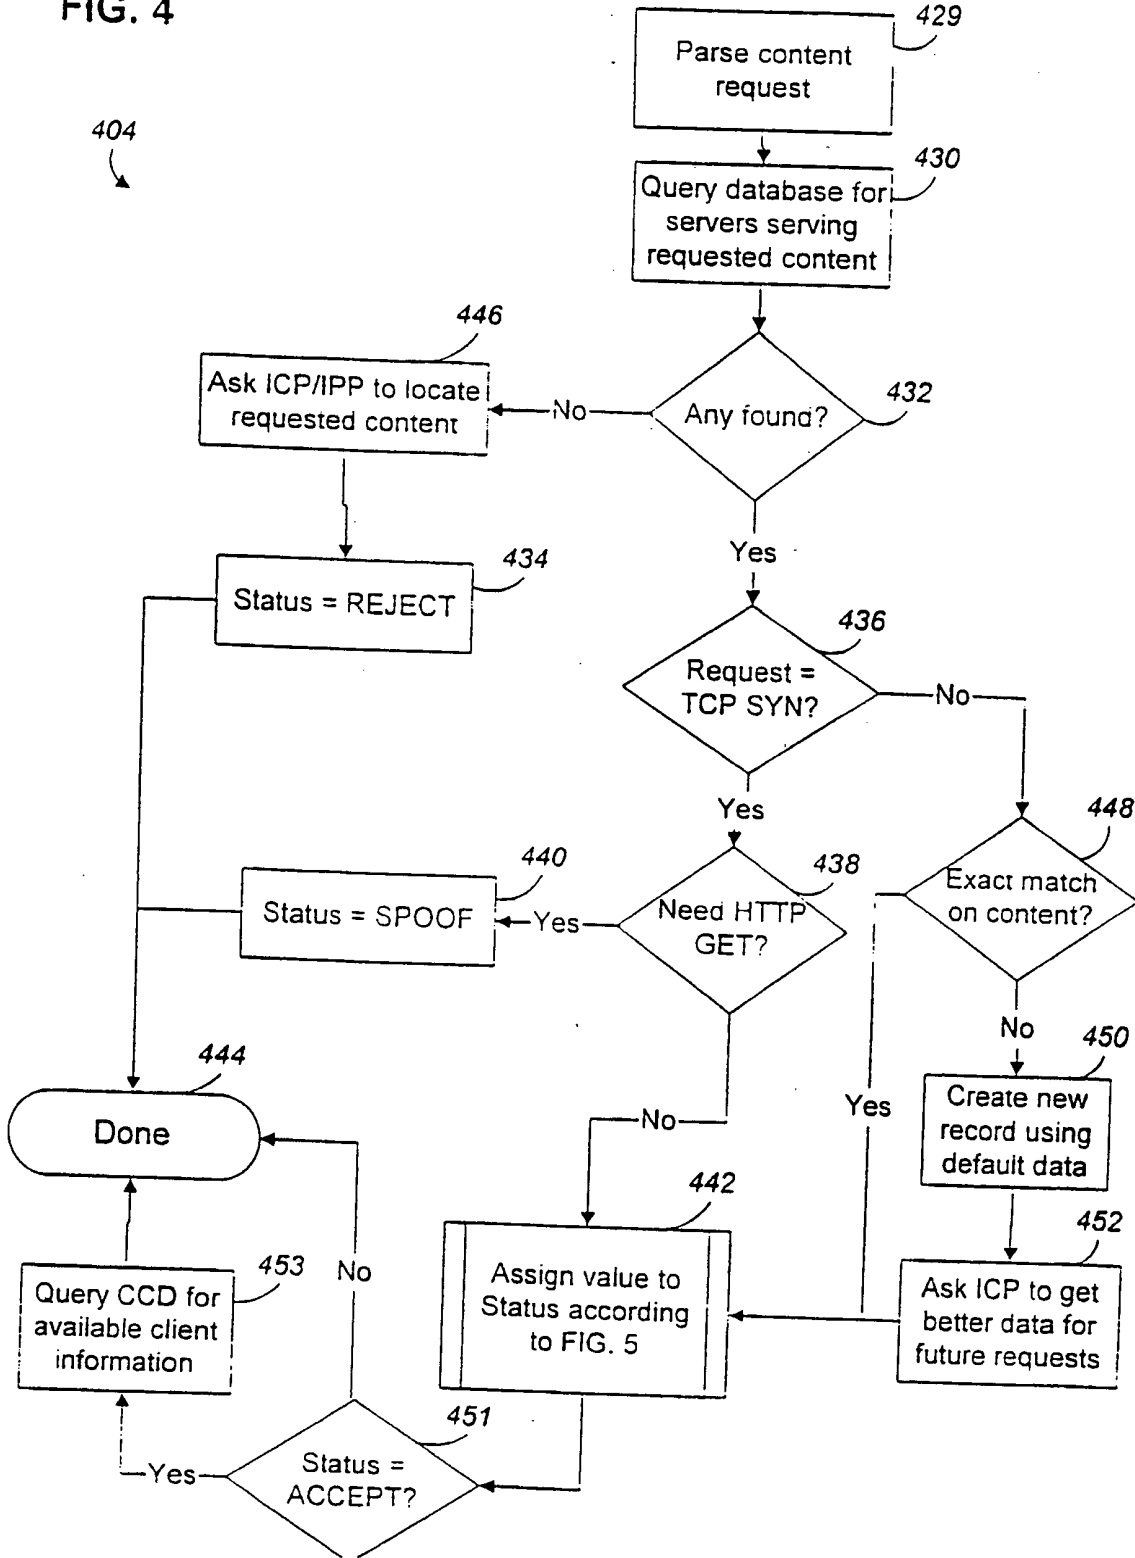 FIG. 4
429
Parse content
request
404
430
Query database for
servers serving
requested content
446
Ask ICP/IPP to locate
requested content
No
Any found?
432
Yes
434
Status = REJECT
436
Request =
TCP SYN?
No
Yes
448
Exact match
on content?
440
Status = SPOOF
Yes
438
Need HTTP
GET?
No
450
Create new
record using
default data
Yes
444
Done
No
442
Assign value to
Status according
to FIG. 5
452
Ask ICP to get
better data for
future requests
453
Query CCD for
available client
information
No
451
Status =
ACCEPT?
Yes